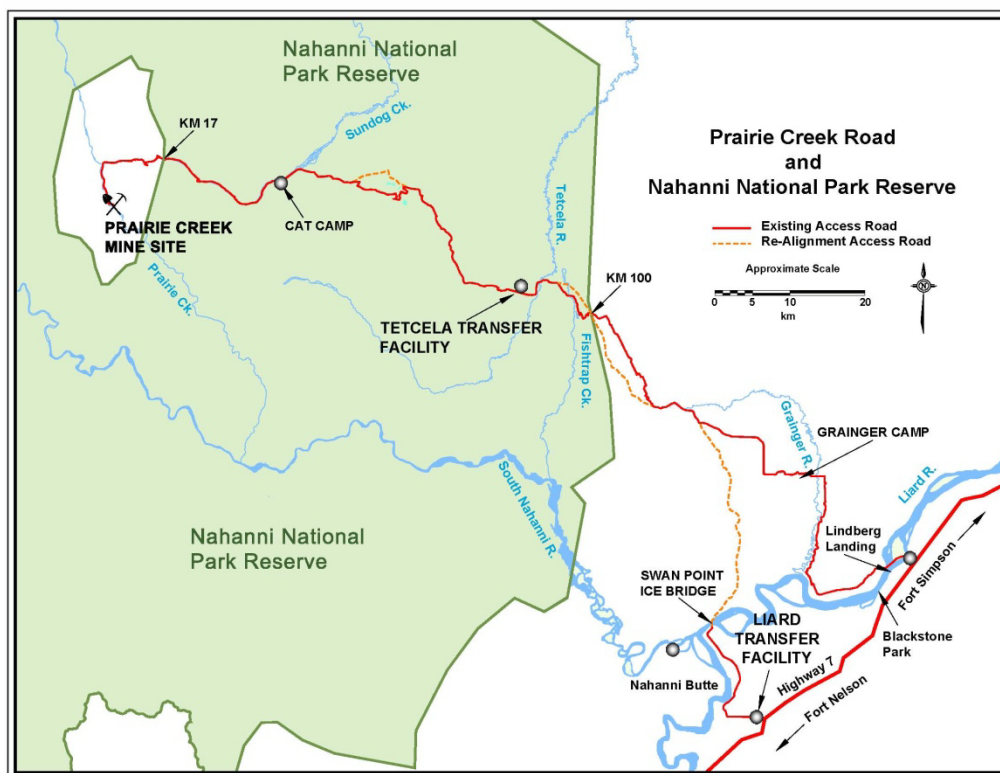 Nahanni National
Park Reserve
Sundog Ck.
KM 17
Prairie Creek Road
and
Nahanni National Park Reserve
Existing Access Road
Re-Alignment Access Road
Approximate Scale
0 5 10 20
km
N
CAT CAMP
PRAIRIE CREEK
MINE SITE
Tetcela R.
Prairie Ck.
KM 100
TETCELA TRANSFER
FACILITY
Fishtrap Ck.
Grainger R.
GRAINGER CAMP
South Nahanni R.
Liard R.
Nahanni National
Park Reserve
Lindberg
Landing
Fort Simpson
SWAN POINT
ICE BRIDGE
LIARD
TRANSFER
FACILITY
Blackstone
Park
Nahanni Butte
Highway 7
Fort Nelson